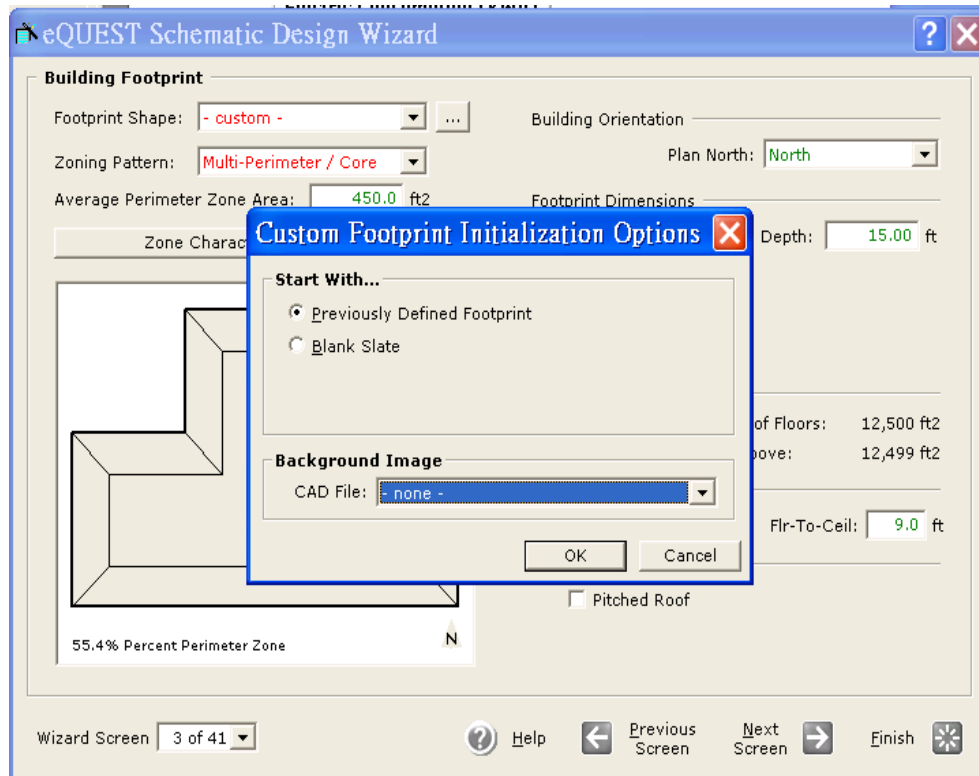 eQUEST Schematic Design Wizard
?
Building Footprint
Footprint Shape: - custom - ...
Building Orientation
Zoning Pattern: Multi-Perimeter / Core
Plan North: North
Average Perimeter Zone Area: 450.0 ft2
Footprint Dimensions
Zone Charac
Depth: 15.00 ft
Custom Footprint Initialization Options
Start With...
Previously Defined Footprint
Blank Slate
of Floors: 12,500 ft2
12,499 ft2
Background Image
CAD File: - none -
Flr-To-Ceil: 9.0 ft
OK Cancel
Pitched Roof
55.4% Percent Perimeter Zone
N
Wizard Screen 3 of 41
? Help
Previous Screen
Next Screen
Finish